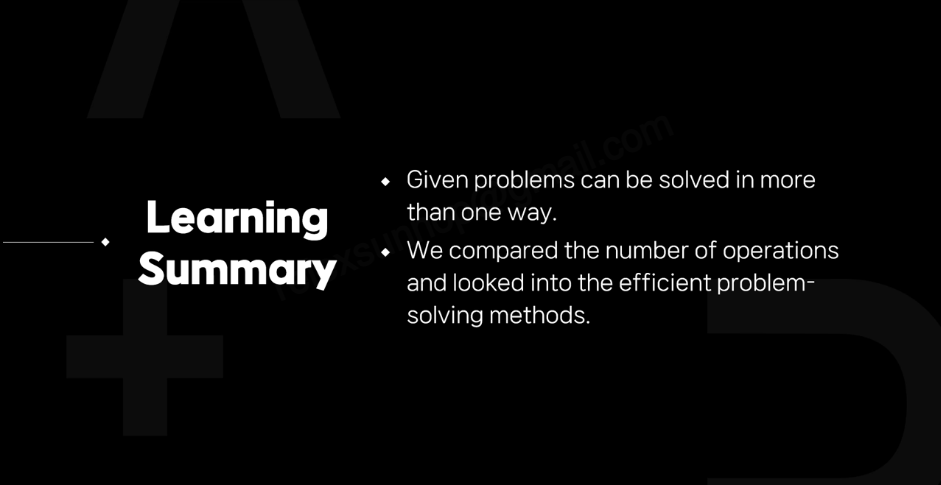 Learning
Summary
Given problems can be solved in more
than one way.
We compared the number of operations
and looked into the efficient problem-
solving methods.